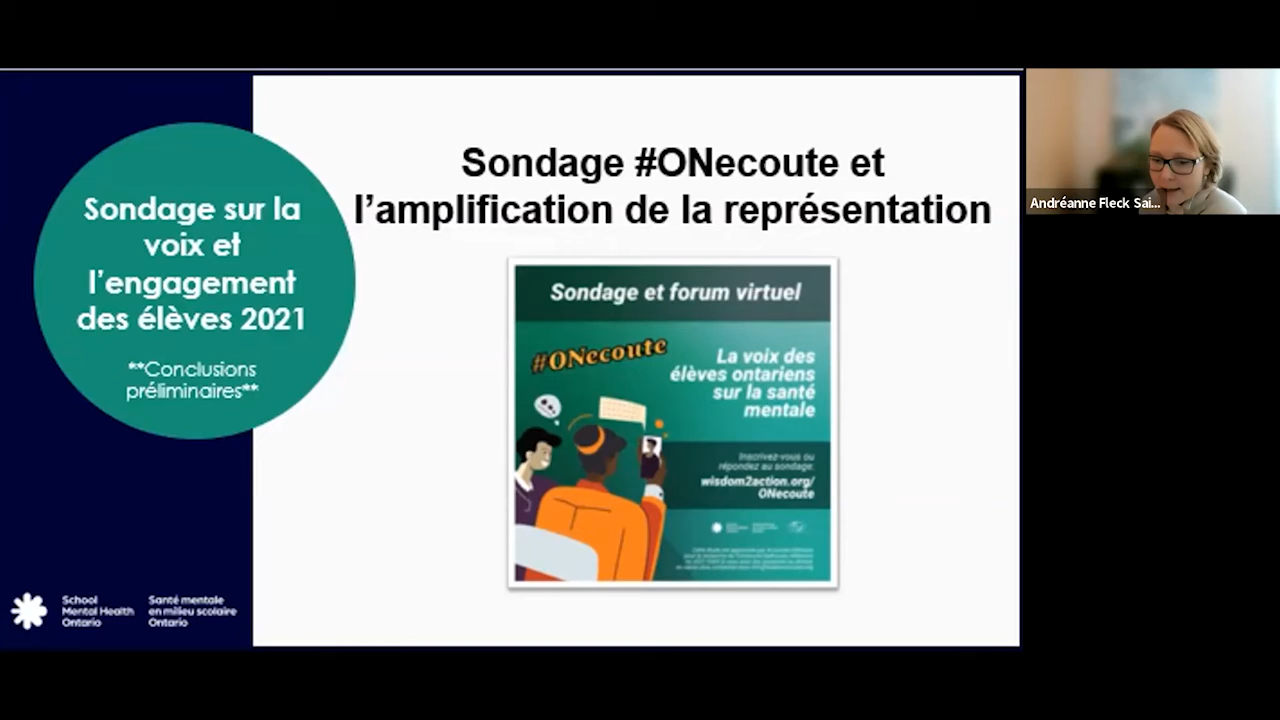 Sondage sur la
voix et
l'engagement
des élèves 2021
**Conclusions
préliminaires**
School
Mental Health
Ontario
Santé mentale
en milieu scolaire
Ontario
Sondage #ONecoute et
l'amplification de la représentation
Sondage et forum virtuel
#ONecoute
La voix des
élèves ontariens
sur la santé
mentale
Inscrivez-vous ou
répondez au sondage:
wisdom2action.org/
ONecoute
Andréanne Fleck Sai...